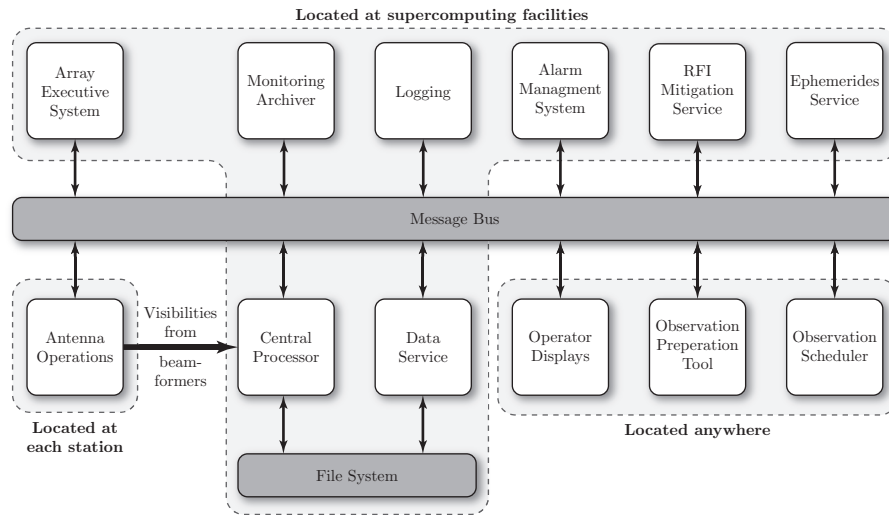 Located at supercomputing facilities
Array
Executive
System
Monitoring
Archiver
Logging
Alarm
Managment
System
RFI
Mitigation
Service
Ephemerides
Service
Message Bus
Antenna
Operations
Visibilities
from
beam-
formers
Central
Processor
Data
Service
Operator
Displays
Observation
Preperation
Tool
Observation
Scheduler
Located at
each station
Located anywhere
File System